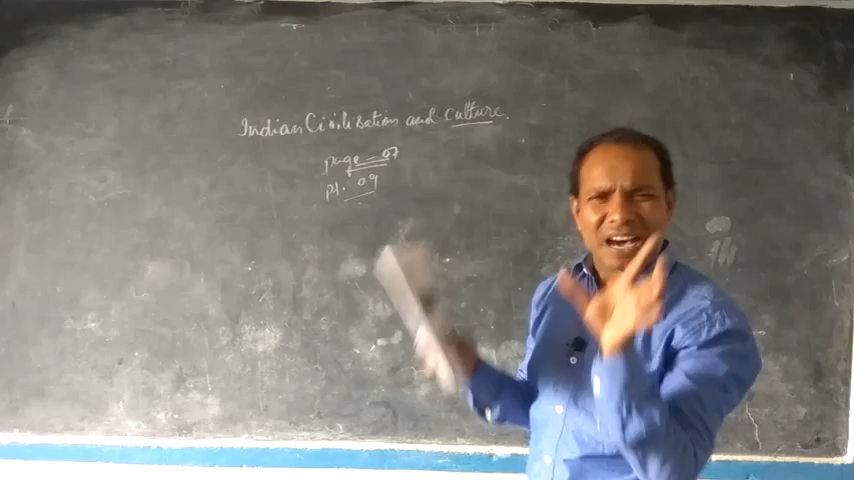 Indian Civilisation and Culture.
page = 07
pt. 09